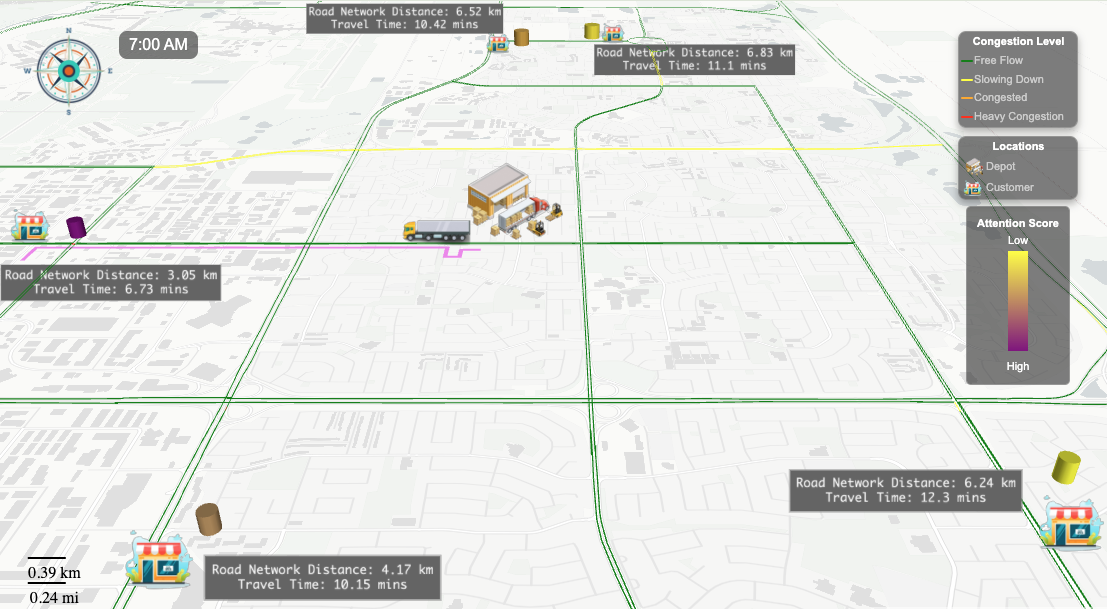 Road Network Distance: 6.52 km
Travel Time: 10.42 mins
N
W
E
S
7:00 AM
Road Network Distance: 6.83 km
Travel Time: 11.1 mins
Congestion Level
Free Flow
Slowing Down
Congested
Heavy Congestion
Locations
Depot
Customer
Attention Score
Low
High
Road Network Distance: 3.05 km
Travel Time: 6.73 mins
Road Network Distance: 6.24 km
Travel Time: 12.3 mins
Road Network Distance: 4.17 km
Travel Time: 10.15 mins
0.39 km
0.24 mi